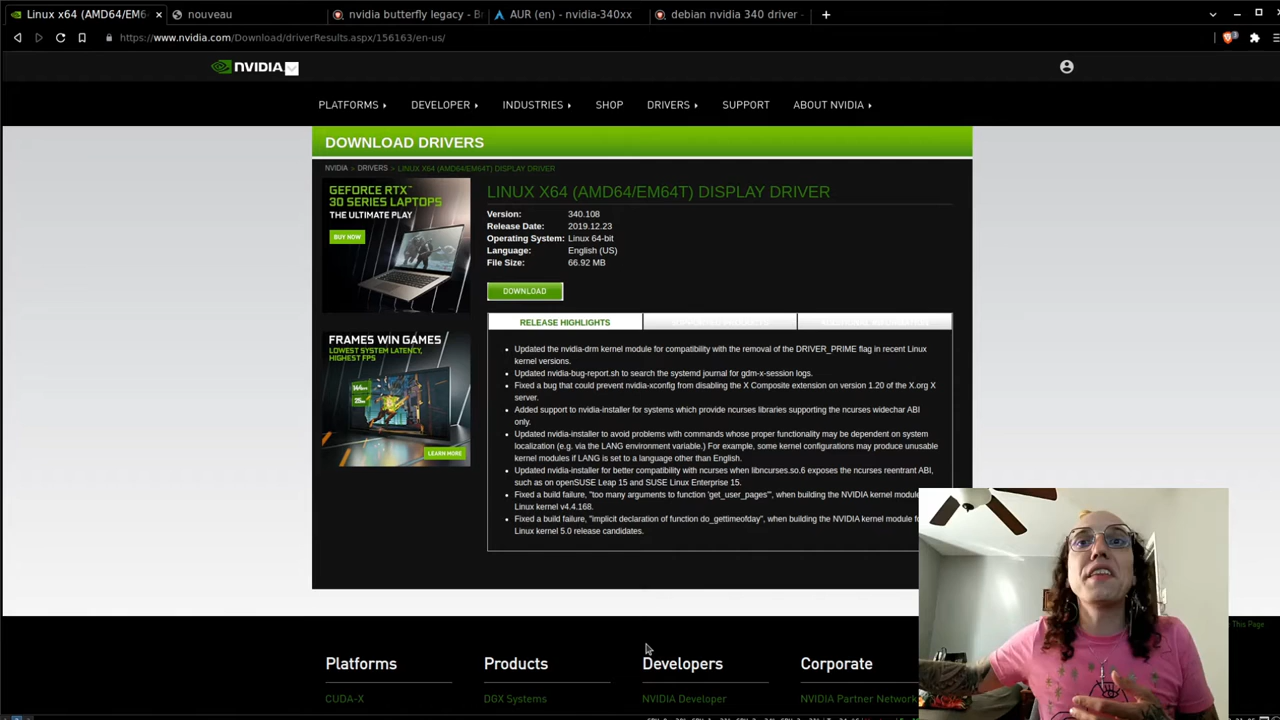 Linux x64 (AMD64/EM6
nouveau
nvidia butterfly legacy - Br
AUR (en) - nvidia-340xx
debian nvidia 340 driver -
https://www.nvidia.com/Download/driverResults.aspx/156163/en-us/
NVIDIA
PLATFORMS
DEVELOPER
INDUSTRIES
SHOP
DRIVERS
SUPPORT
ABOUT NVIDIA
DOWNLOAD DRIVERS
NVIDIA > DRIVERS > LINUX X64 (AMD64/EM64T) DISPLAY DRIVER
GEFORCE RTX™
30 SERIES LAPTOPS
THE ULTIMATE PLAY
BUY NOW
FRAMES WIN GAMES
LOWEST SYSTEM LATENCY,
HIGHEST FPS
LEARN MORE
LINUX X64 (AMD64/EM64T) DISPLAY DRIVER
Version: 340.108
Release Date: 2019.12.23
Operating System: Linux 64-bit
Language: English (US)
File Size: 66.92 MB
DOWNLOAD
RELEASE HIGHLIGHTS
SUPPORTED PRODUCTS
ADDITIONAL INFORMATION
Updated the nvidia-drm kernel module for compatibility with the removal of the DRIVER_PRIME flag in recent Linux
kernel versions.
Updated nvidia-bug-report.sh to search the systemd journal for gdm-x-session logs.
Fixed a bug that could prevent nvidia-xconfig from disabling the X Composite extension on version 1.20 of the X.org X
server.
Added support to nvidia-installer for systems which provide ncurses libraries supporting the ncurses widechar ABI
only.
Updated nvidia-installer to avoid problems with commands whose proper functionality may be dependent on system
localization (e.g. via the LANG environment variable.) For example, some kernel configurations may produce unusable
kernel modules if LANG is set to a language other than English.
Updated nvidia-installer for better compatibility with ncurses when libncurses.so.6 exposes the ncurses reentrant ABI,
such as on openSUSE Leap 15 and SUSE Linux Enterprise 15.
Fixed a build failure, "too many arguments to function 'get_user_pages'", when building the NVIDIA kernel module
Linux kernel v4.4.168.
Fixed a build failure, "implicit declaration of function do_gettimeofday", when building the NVIDIA kernel module fo
Linux kernel 5.0 release candidates.
This Page
Platforms
Products
Developers
Corporate
CUDA-X
DGX Systems
NVIDIA Developer
NVIDIA Partner Network